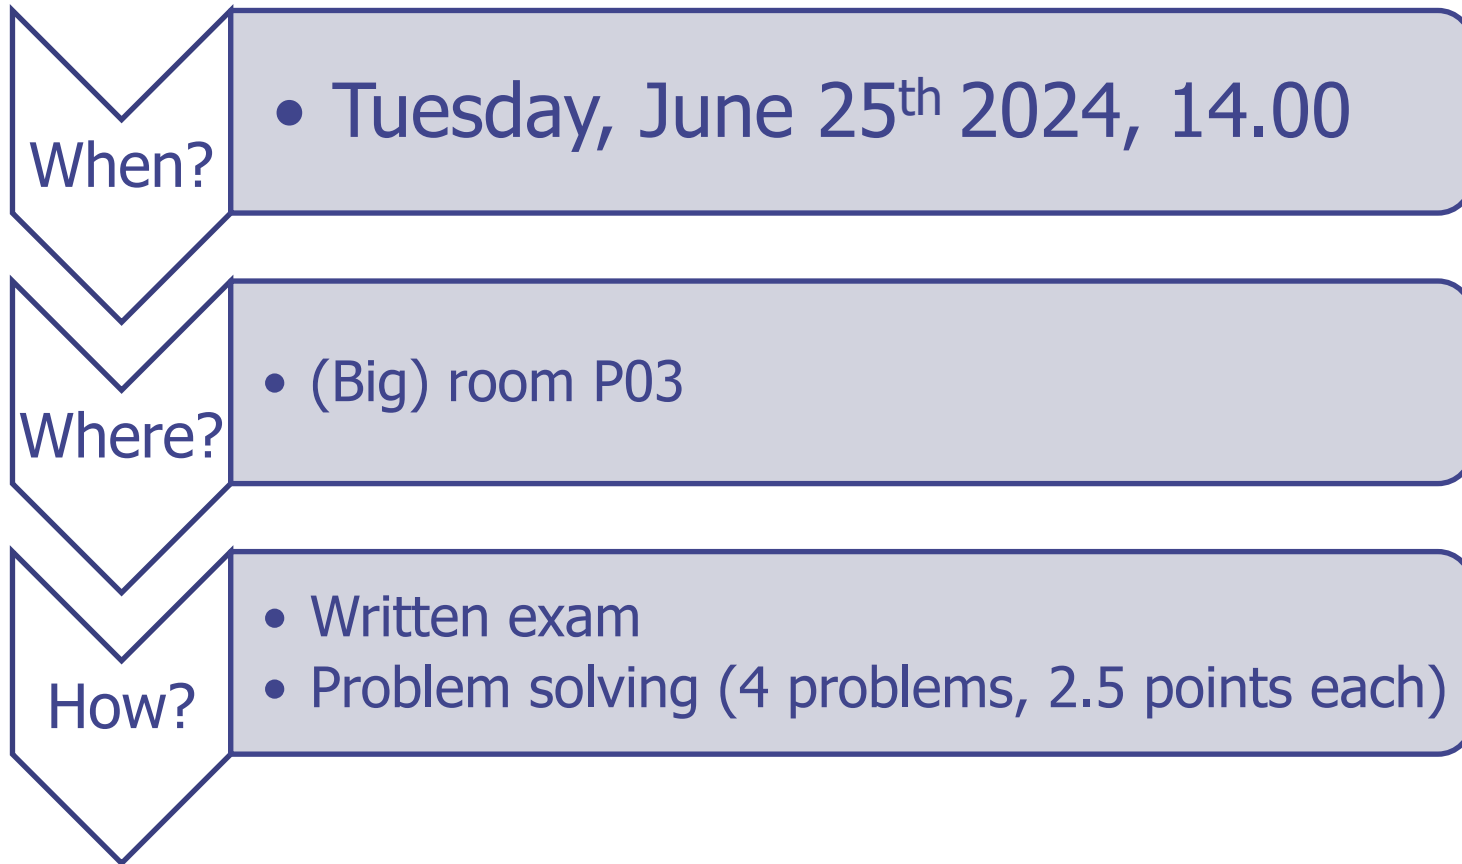 When?
• Tuesday, June 25th 2024, 14.00
Where?
• (Big) room P03
How?
• Written exam
• Problem solving (4 problems, 2.5 points each)